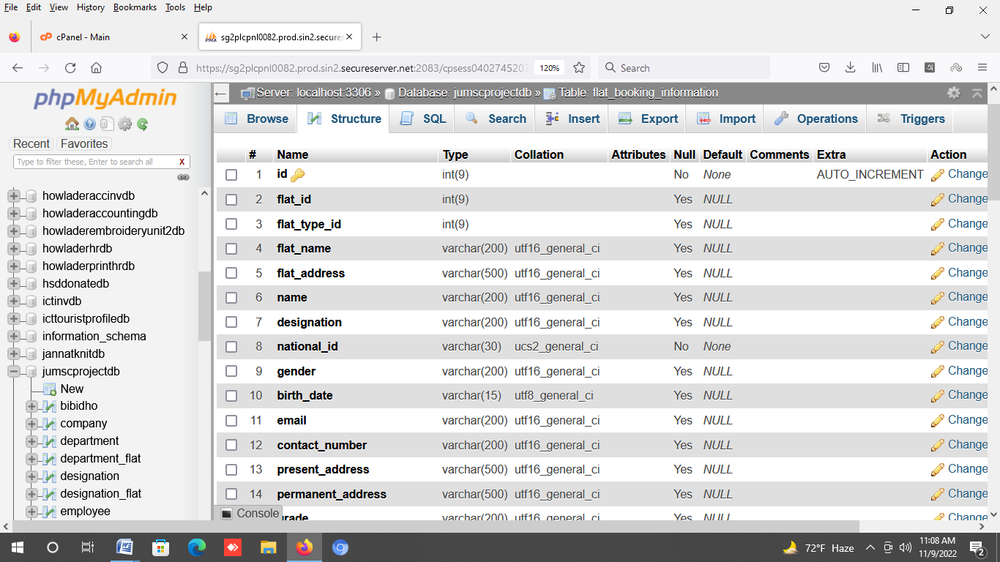 File Edit View History Bookmarks Tools Help
cPanel - Main
sg2plcpnl0082.prod.sin2.secures
https://sg2plcpnl0082.prod.sin2.secureserver.net:2083/cpsess0402745207 120% Search
phpMyAdmin
Recent Favorites
Type to filter these, Enter to search all X
howladeraccinvdb
howladeraccountingdb
howladerembroideryunit2db
howladerhrdb
howladerprinthrdb
hsddonatedb
ictinvdb
icttouristprofiledb
information_schema
jannatknitdb
jumscprojectdb
New
bibidho
company
department
department_flat
designation
designation_flat
employee
Server: localhost:3306 » Database: jumscprojectdb » Table: flat_booking_information
Browse Structure SQL Search Insert Export Import Operations Triggers
# Name Type Collation Attributes Null Default Comments Extra Action
1 id int(9) No None AUTO_INCREMENT Change
2 flat_id int(9) Yes NULL Change
3 flat_type_id int(9) Yes NULL Change
4 flat_name varchar(200) utf16_general_ci Yes NULL Change
5 flat_address varchar(500) utf16_general_ci Yes NULL Change
6 name varchar(200) utf16_general_ci Yes NULL Change
7 designation varchar(200) utf16_general_ci Yes NULL Change
8 national_id varchar(30) ucs2_general_ci No None Change
9 gender varchar(200) utf16_general_ci Yes NULL Change
10 birth_date varchar(15) utf8_general_ci Yes NULL Change
11 email varchar(200) utf16_general_ci Yes NULL Change
12 contact_number varchar(200) utf16_general_ci Yes NULL Change
13 present_address varchar(500) utf16_general_ci Yes NULL Change
14 permanent_address varchar(500) utf16_general_ci Yes NULL Change
varchar(200) utf16_general_ci Yes NULL Change
Console
72°F Haze 11:08 AM
11/9/2022 2